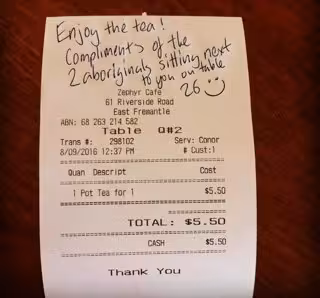 Enjoy the tea!
Compliments of the
2 aboriginals sitting next
to you on table
26
Zephyr Cafe
61 Riverside Road
East Fremantle
ABN: 68 263 214 582
Table Q#2
Trans #: 298102 Serv: Conor
8/09/2016 12:37 PM # Cust:1
Quan Descript Cost
1 Pot Tea for 1 $5.50
TOTAL: $5.50
CASH $5.50
Thank You